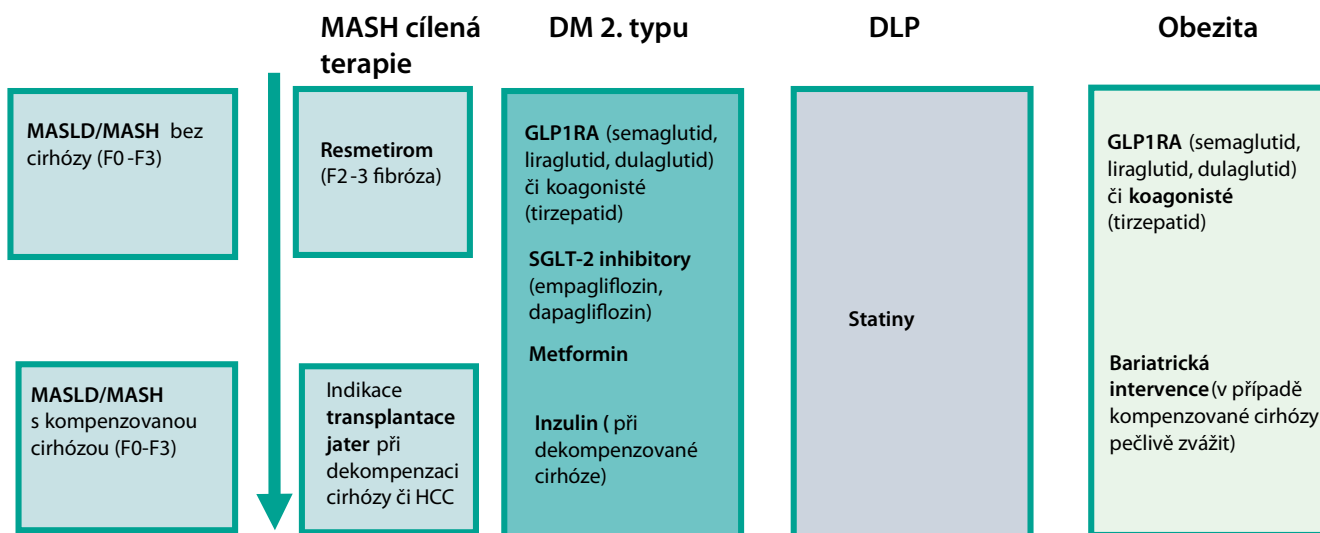 MASH cílená
terapie
DM 2. typu
DLP
Obezita
MASLD/MASH bez
cirhózy (F0-F3)
Resmetirom
(F2-3 fibróza)
GLP1RA (semaglutid,
liraglutid, dulaglutid)
či koagonisté
(tirzepatid)
SGLT-2 inhibitory
(empagliflozin,
dapagliflozin)
Metformin
Inzulin ( při
dekompenzované
cirhóze)
Statiny
GLP1RA (semaglutid,
liraglutid, dulaglutid)
či koagonisté
(tirzepatid)
Bariatrická
intervence (v případě
kompenzované cirhózy
pečlivě zvážit)
MASLD/MASH
s kompenzovanou
cirhózou (F0-F3)
Indikace
transplantace
jater při
dekompenzaci
cirhózy či HCC